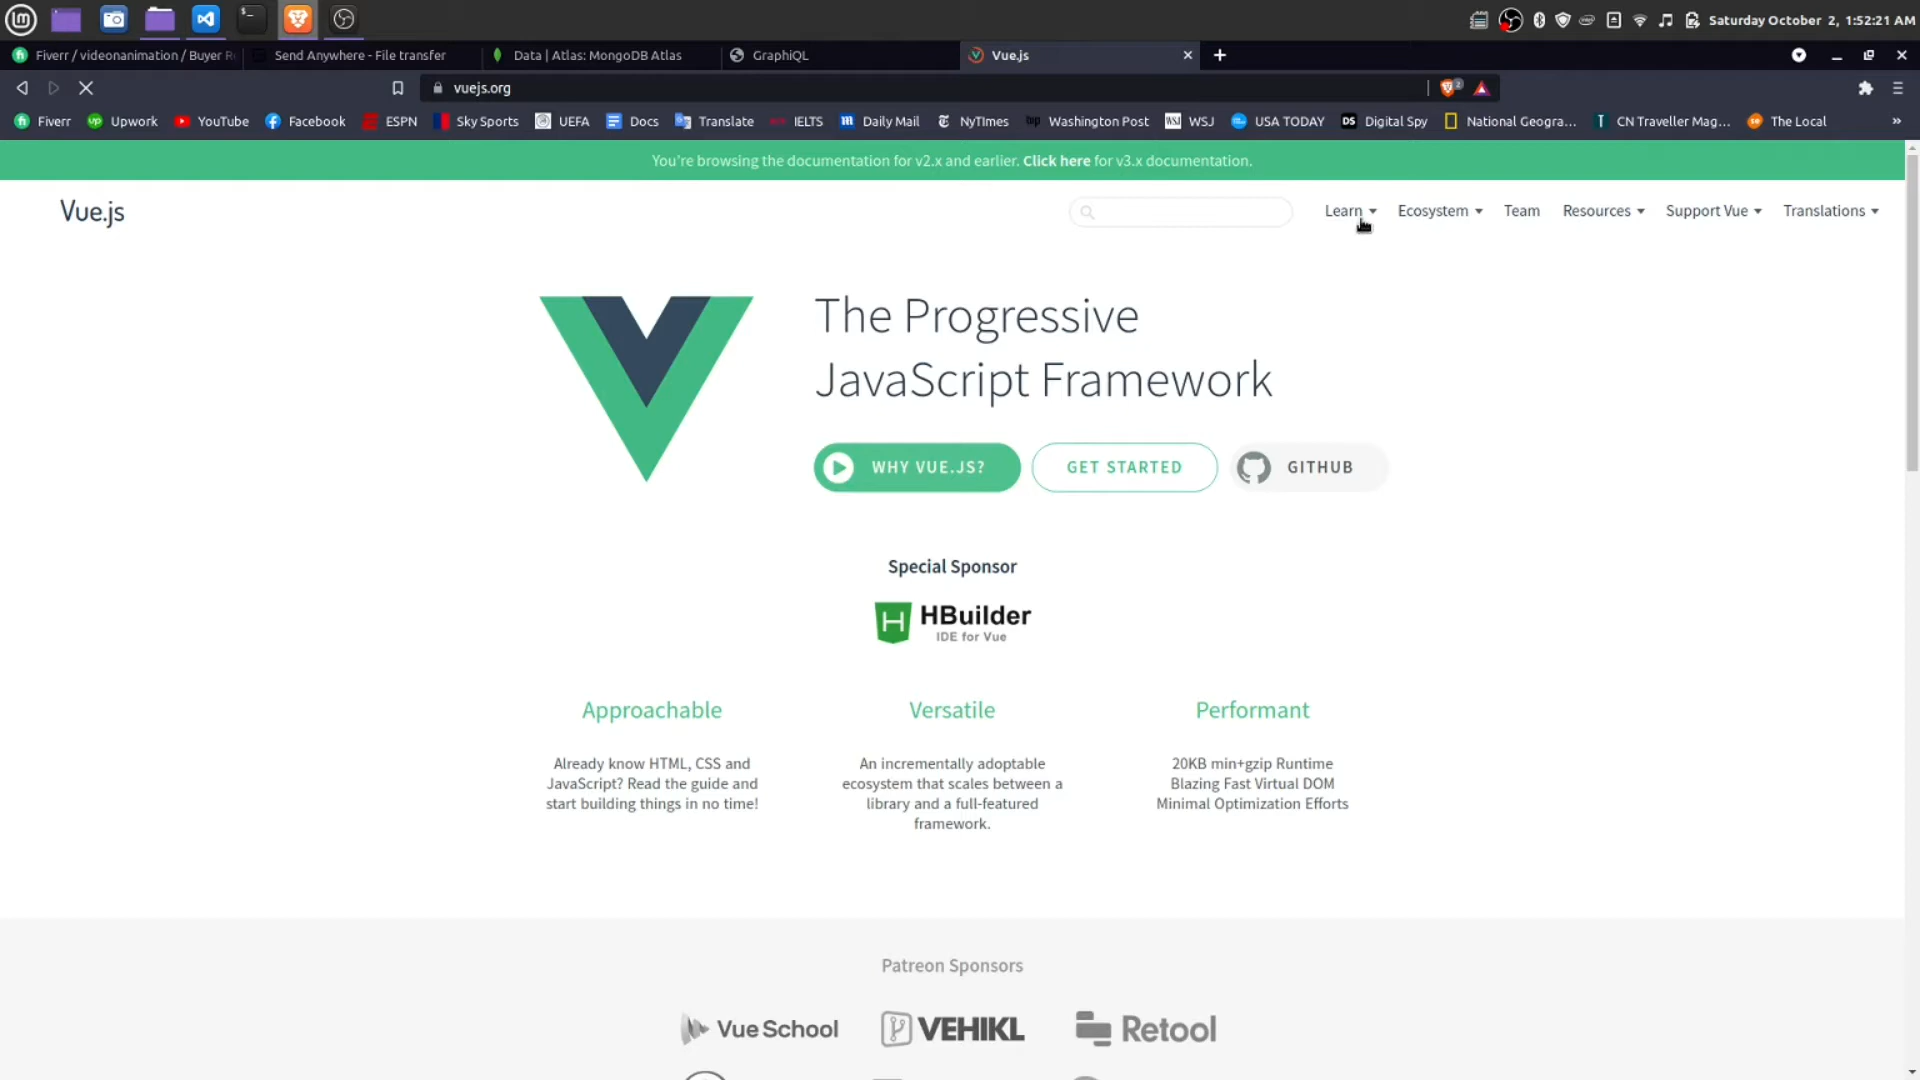 Saturday October 2, 1:52:21 AM
Fiverr / videonanimation / Buyer R
Send Anywhere - File transfer
Data | Atlas: MongoDB Atlas
GraphiQL
Vue.js
vuejs.org
2
Fiverr
Upwork
YouTube
Facebook
ESPN
Sky Sports
UEFA
Docs
Translate
IELTS
Daily Mail
NyTImes
Washington Post
WSJ
USA TODAY
DS Digital Spy
National Geogra...
CN Traveller Mag...
The Local
»
You're browsing the documentation for v2.x and earlier. Click here for v3.x documentation.
Vue.js
Learn
Ecosystem
Team
Resources
Support Vue
Translations
The Progressive
JavaScript Framework
WHY VUE.JS?
GET STARTED
GITHUB
Special Sponsor
H HBuilder
IDE for Vue
Approachable
Already know HTML, CSS and
JavaScript? Read the guide and
start building things in no time!
Versatile
An incrementally adoptable
ecosystem that scales between a
library and a full-featured
framework.
Performant
20KB min+gzip Runtime
Blazing Fast Virtual DOM
Minimal Optimization Efforts
Patreon Sponsors
Vue School
VEHIKL
Retool